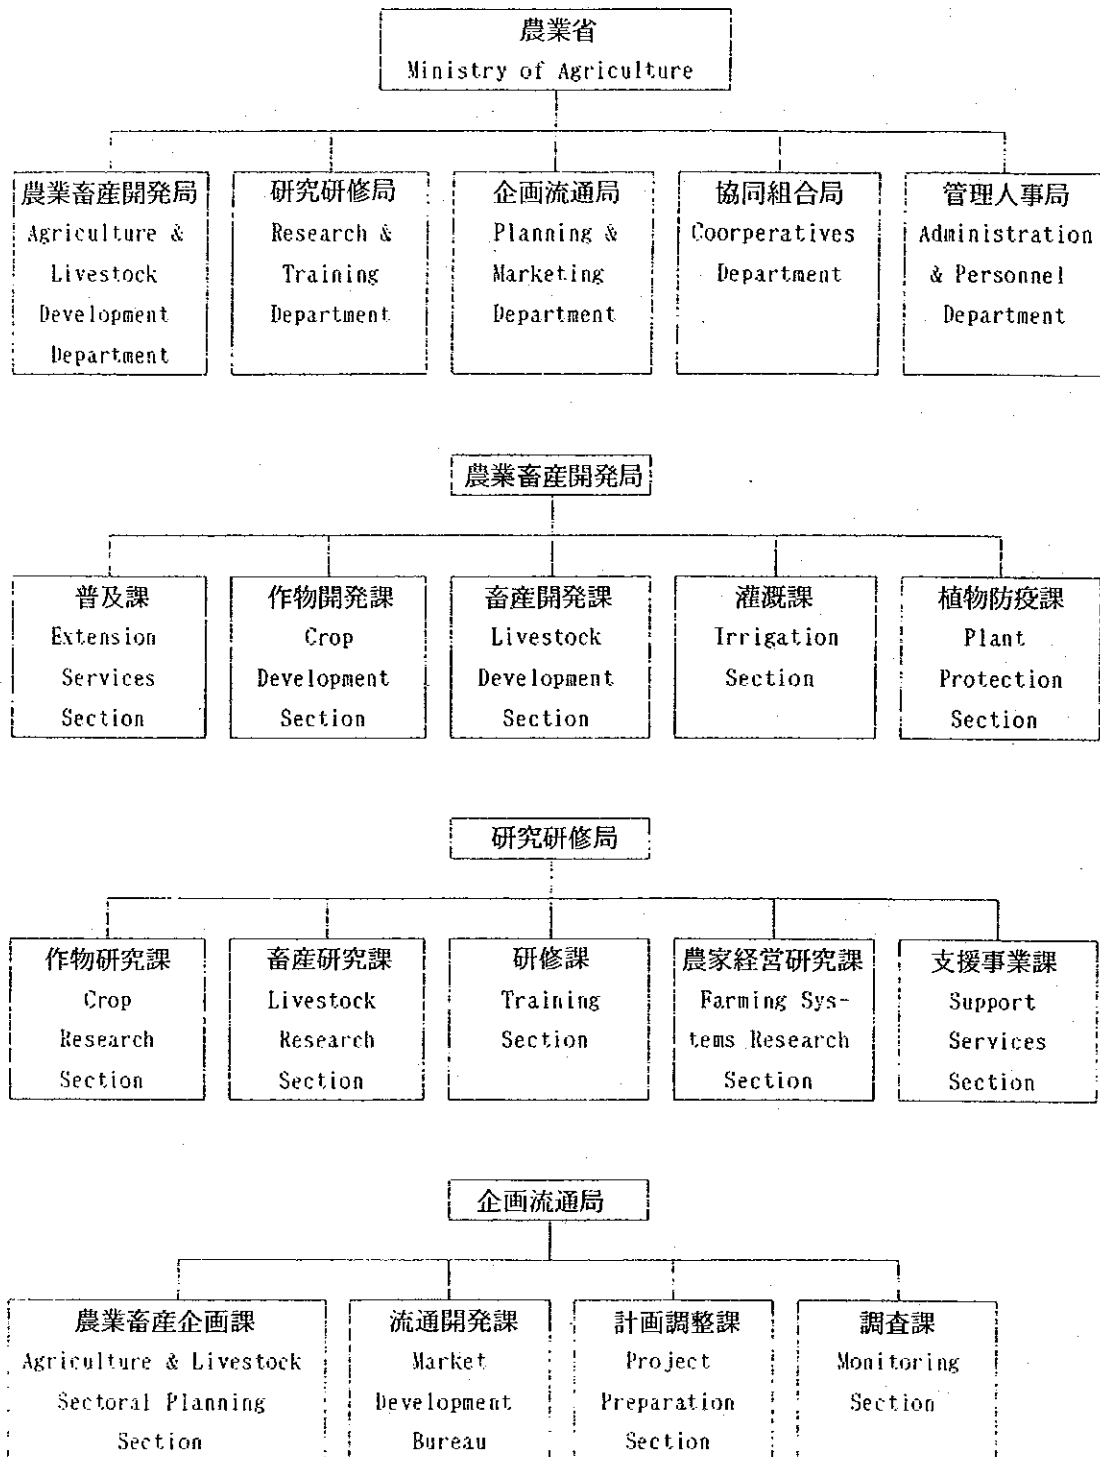 農業省
Ministry of Agriculture
農業畜産開発局
Agriculture &
Livestock
Development
Department
研究研修局
Research &
Training
Department
企画流通局
Planning &
Marketing
Department
協同組合局
Coorperatives
Department
管理人事局
Administration
& Personnel
Department
農業畜産開発局
普及課
Extension
Services
Section
作物開発課
Crop
Development
Section
畜産開発課
Livestock
Development
Section
灌漑課
Irrigation
Section
植物防疫課
Plant
Protection
Section
研究研修局
作物研究課
Crop
Research
Section
畜産研究課
Livestock
Research
Section
研修課
Training
Section
農家経営研究課
Farming Sys-
tems Research
Section
支援事業課
Support
Services
Section
企画流通局
農業畜産企画課
Agriculture & Livestock
Sectoral Planning
Section
流通開発課
Market
Development
Bureau
計画調整課
Project
Preparation
Section
調査課
Monitoring
Section